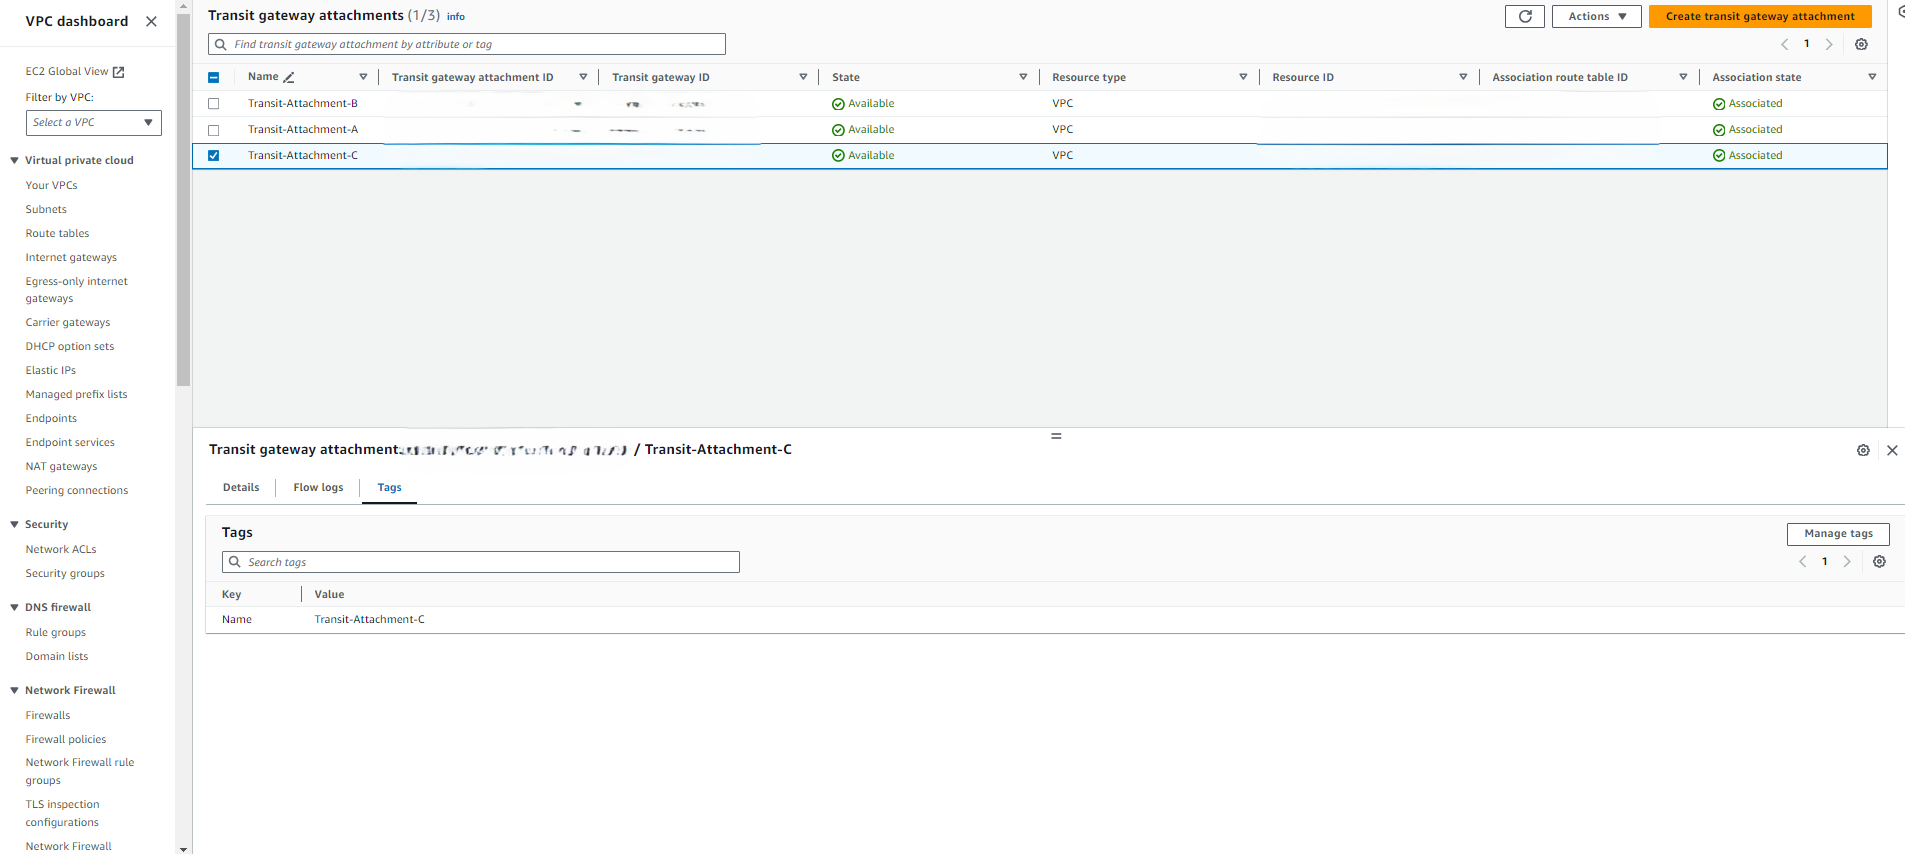 VPC dashboard
EC2 Global View
Filter by VPC:
Select a VPC
Virtual private cloud
Your VPCs
Subnets
Route tables
Internet gateways
Egress-only internet
gateways
Carrier gateways
DHCP option sets
Elastic IPs
Managed prefix lists
Endpoints
Endpoint services
NAT gateways
Peering connections
Security
Network ACLs
Security groups
DNS firewall
Rule groups
Domain lists
Network Firewall
Firewalls
Firewall policies
Network Firewall rule
groups
TLS inspection
configurations
Network Firewall
Transit gateway attachments (1/3) Info
Actions
Create transit gateway attachment
Find transit gateway attachment by attribute or tag
1
Name Transit gateway attachment ID Transit gateway ID State Resource type Resource ID Association route table ID Association state
Transit-Attachment-B Available VPC Associated
Transit-Attachment-A Available VPC Associated
Transit-Attachment-C Available VPC Associated
Transit gateway attachment: / Transit-Attachment-C
Details Flow logs Tags
Tags
Manage tags
Search tags
1
Key Value
Name Transit-Attachment-C